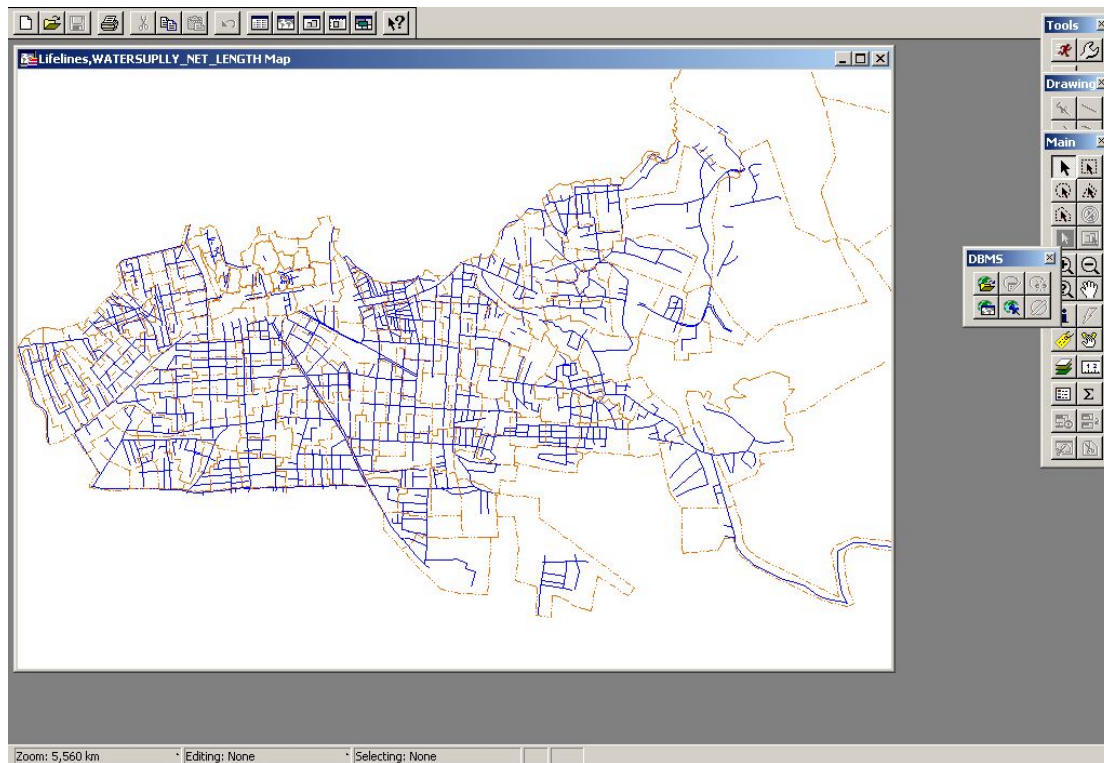 Tools
Lifelines,WATERSUPLLY_NET_LENGTH Map
Drawing
Main
DBMS
Zoom: 5,560 km
Editing: None
Selecting: None